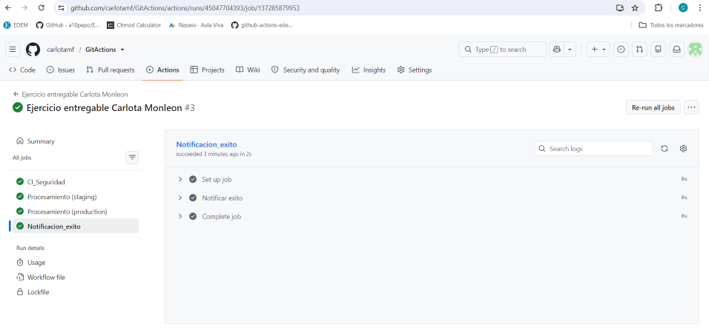 github.com/carlotamf/GitActions/actions/runs/45047704393/job/137285879953
EDEM GitHub - a10pepo/E... Chmod Calculator Repaso - Aula Viva github-actions-ede... Todos los marcadores
carlotamf / GitActions Type / to search
Code Issues Pull requests Actions Projects Wiki Security and quality Insights Settings
Ejercicio entregable Carlota Monleon
Ejercicio entregable Carlota Monleon #3 Re-run all jobs
Summary
All jobs
CI_Seguridad
Procesamiento (staging)
Procesamiento (production)
Notificacion_exito
Run details
Usage
Workflow file
Lockfile
Notificacion_exito
succeeded 3 minutes ago in 2s
Search logs
Set up job 0s
Notificar exito 0s
Complete job 0s